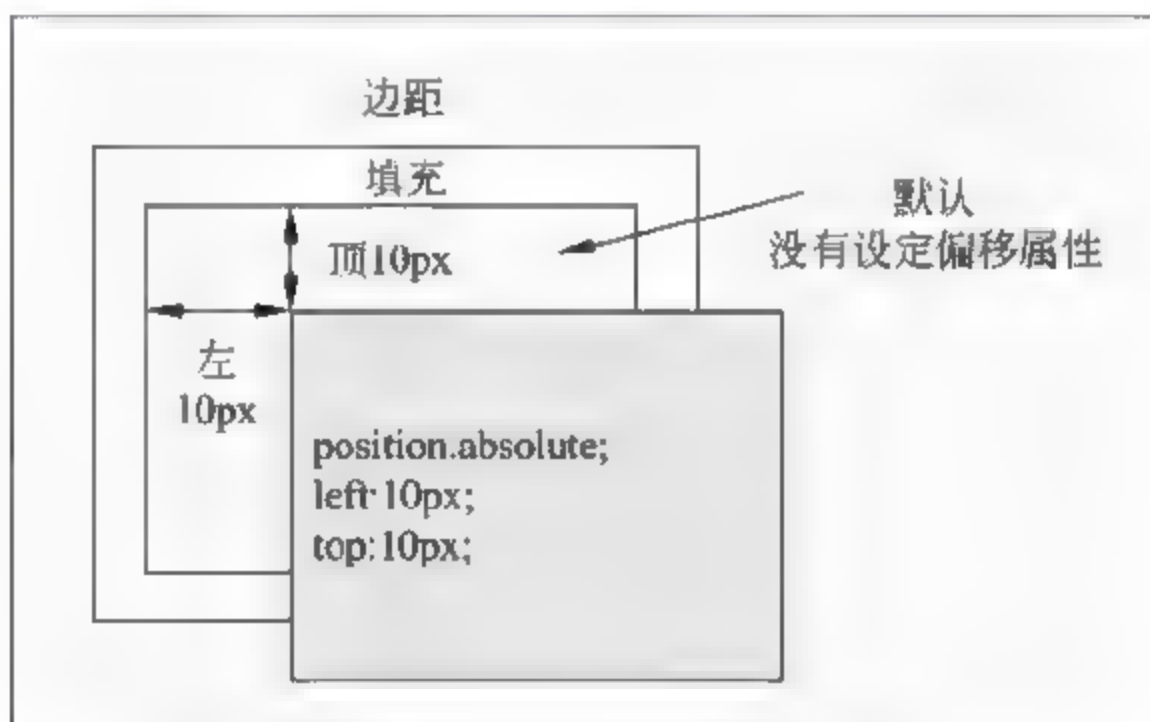 边距
填充
默认
没有设定偏移属性
顶10px
左
10px
position.absolute;
left:10px;
top:10px;